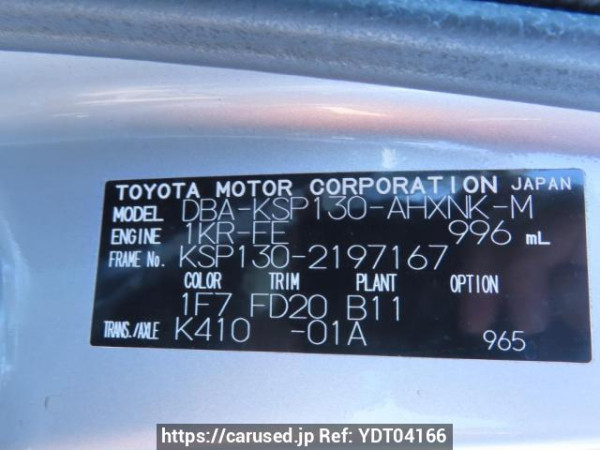 TOYOTA MOTOR CORPORATION JAPAN
MODEL DBA-KSP130-AHXNK-M
ENGINE 1KR-EE 996 mL
FRAME No. KSP130-2197167
COLOR TRIM PLANT OPTION
1F7 FD20 B11
TRANS./AXLE K410 -01A 965
https://carused.jp Ref: YDT04166